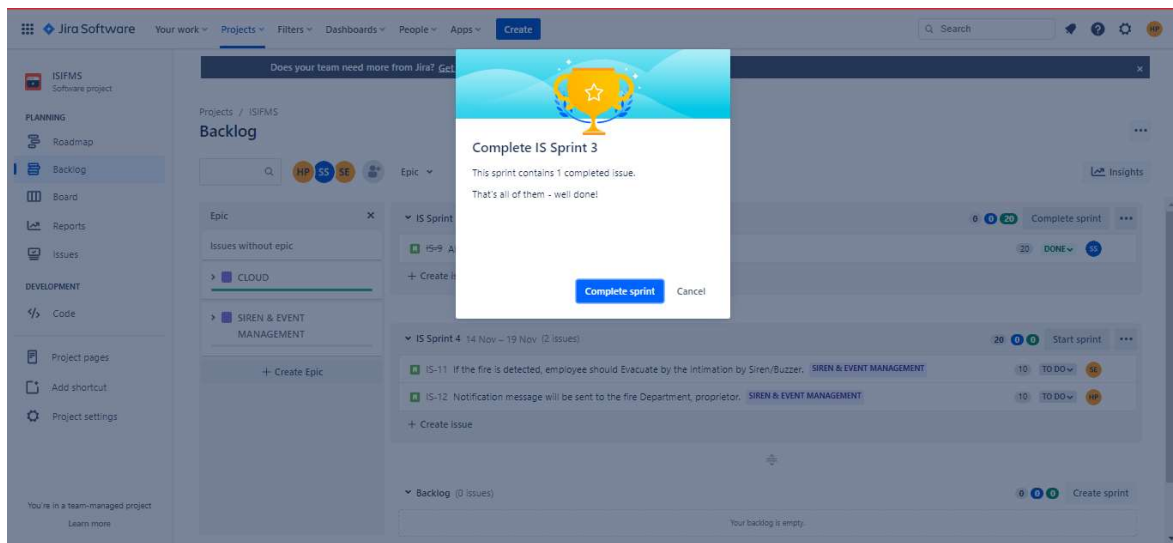 Jira Software Your work Projects Filters Dashboards People Apps Create Search HP
ISIFMS
Software project
Does your team need more from Jira? Get
PLANNING
Roadmap
Backlog
Board
Reports
Issues
DEVELOPMENT
Code
Project pages
Add shortcut
Project settings
You're in a team-managed project
Learn more
Projects / ISIFMS
Backlog
HP SS SE Epic Insights
Epic
Issues without epic
CLOUD
SIREN & EVENT
MANAGEMENT
+ Create Epic
Complete IS Sprint 3
This sprint contains 1 completed issue.
That's all of them - well done!
Complete sprint Cancel
IS Sprint 0 0 20 Complete sprint
IS-9 20 DONE SS
+ Create
IS Sprint 4 14 Nov – 19 Nov (2 issues) 20 0 0 Start sprint
IS-11 If the fire is detected, employee should Evacuate by the intimation by Siren/Buzzer. SIREN & EVENT MANAGEMENT 10 TO DO SE
IS-12 Notification message will be sent to the fire Department, proprietor. SIREN & EVENT MANAGEMENT 10 TO DO HP
+ Create issue
Backlog (0 issues) 0 0 0 Create sprint
Your backlog is empty.